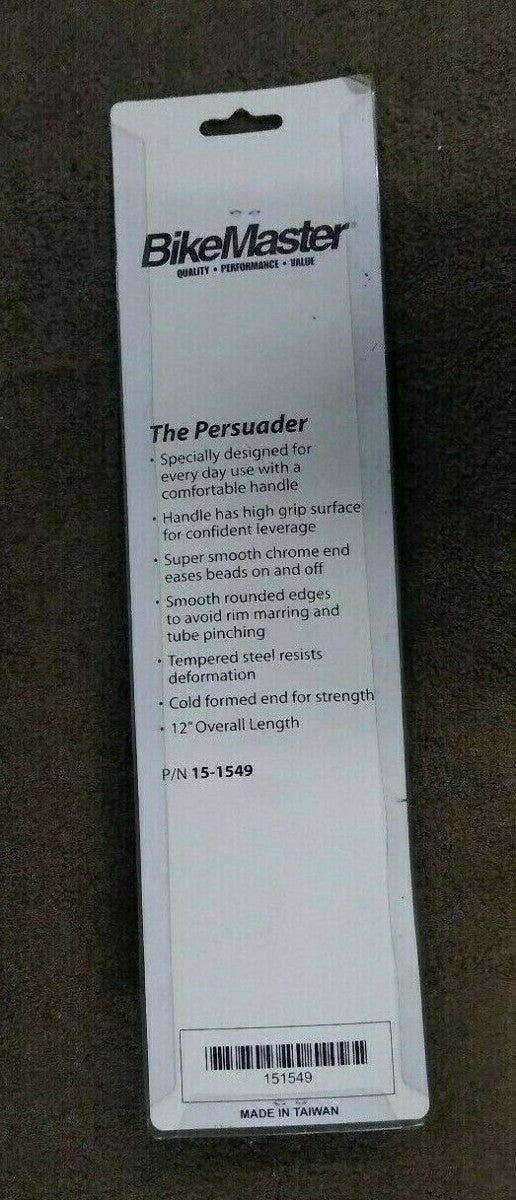 BikeMaster®
QUALITY • PERFORMANCE • VALUE
The Persuader
• Specially designed for
every day use with a
comfortable handle
• Handle has high grip surface
for confident leverage
• Super smooth chrome end
eases beads on and off
• Smooth rounded edges
to avoid rim marring and
tube pinching
• Tempered steel resists
deformation
• Cold formed end for strength
• 12" Overall Length
P/N 15-1549
151549
MADE IN TAIWAN